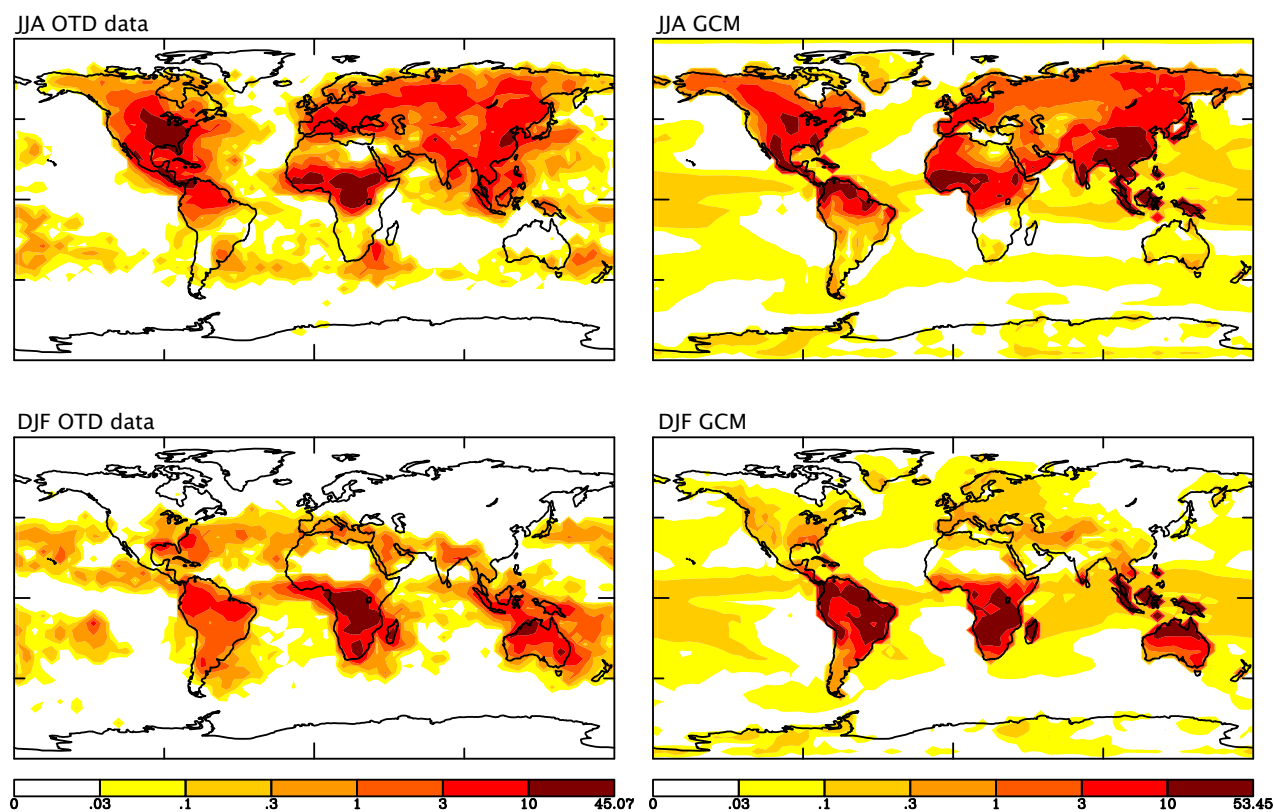 JJA OTD data
JJA GCM
DJF OTD data
DJF GCM
0 .03 .1 .3 1 3 10 45.07
0 .03 .1 .3 1 3 10 53.45